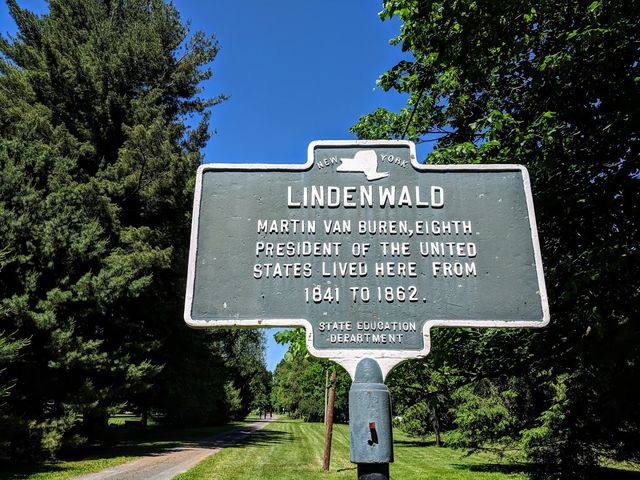 NEW YORK
LINDENWALD
MARTIN VAN BUREN, EIGHTH
PRESIDENT OF THE UNITED
STATES LIVED HERE FROM
1841 TO 1862.
STATE EDUCATION
DEPARTMENT